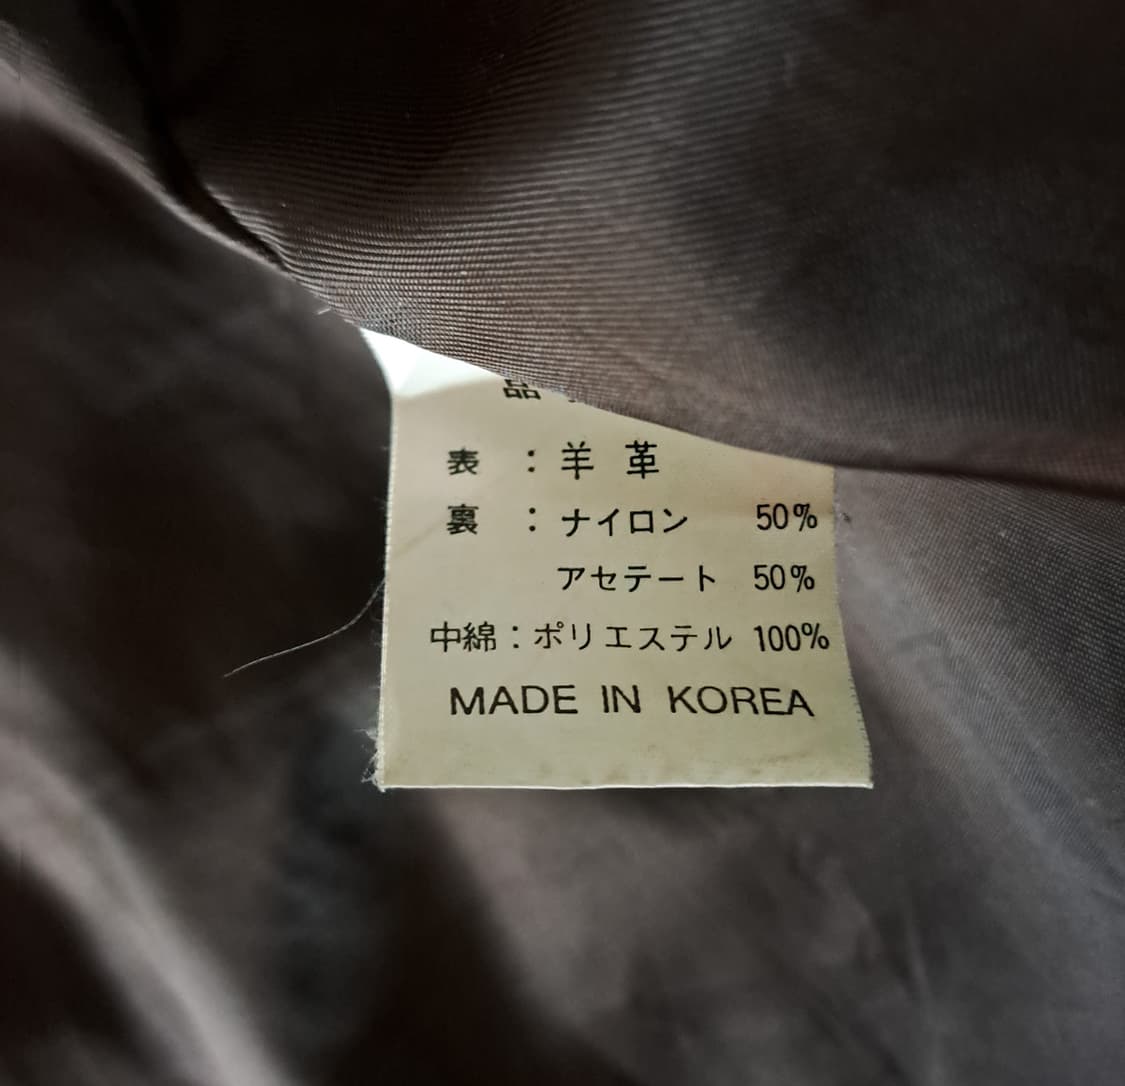 品
表 : 羊 革
裏 : ナイロン 50%
アセテート 50%
中綿 : ポリエステル 100%
MADE IN KOREA